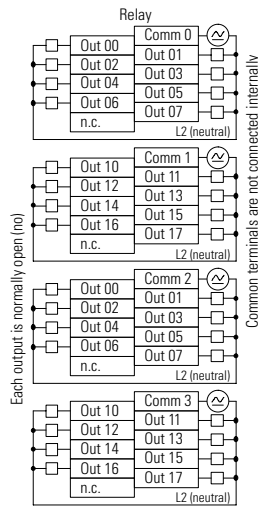 Relay
Comm 0
Out 00
Out 01
Out 02
Out 03
Out 04
Out 05
Out 06
Out 07
n.c.
L2 (neutral)
Comm 1
Out 10
Out 11
Out 12
Out 13
Out 14
Out 15
Out 16
Out 17
n.c.
L2 (neutral)
Comm 2
Out 00
Out 01
Out 02
Out 03
Out 04
Out 05
Out 06
Out 07
n.c.
L2 (neutral)
Comm 3
Out 10
Out 11
Out 12
Out 13
Out 14
Out 15
Out 16
Out 17
n.c.
L2 (neutral)
Each output is normally open (no)
Common terminals are not connected internally